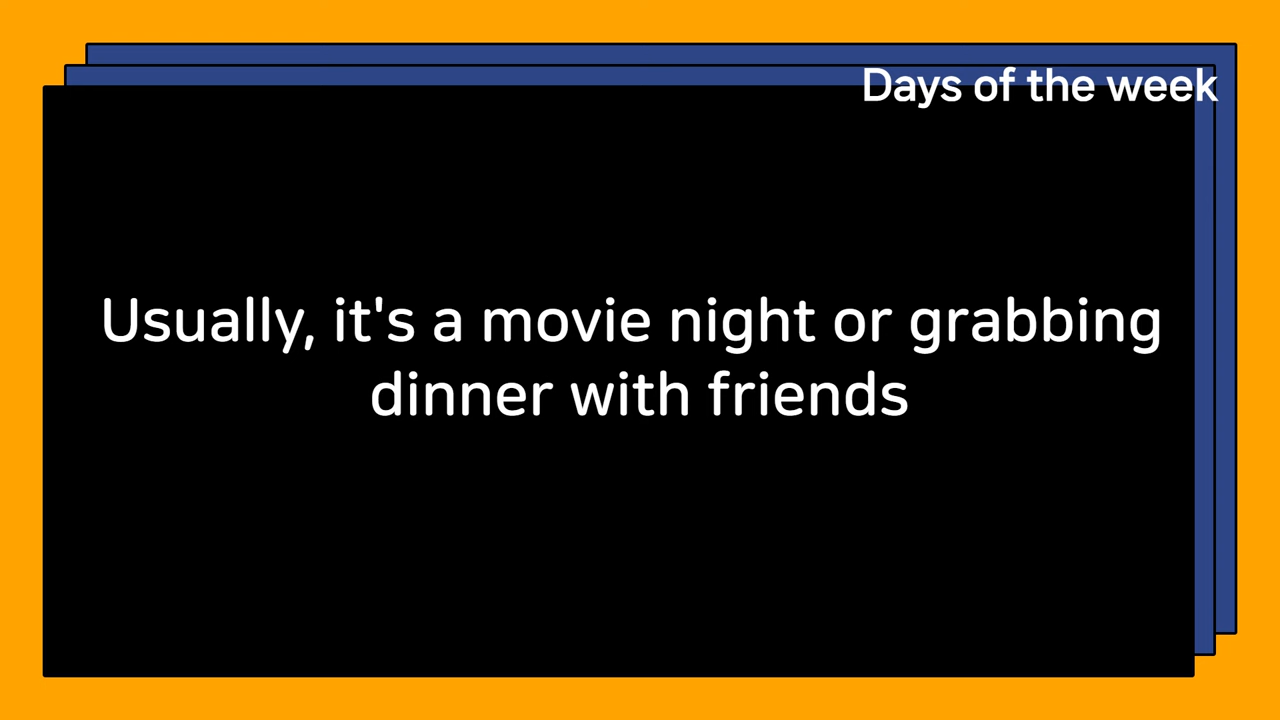 Days of the week
Usually, it's a movie night or grabbing
dinner with friends